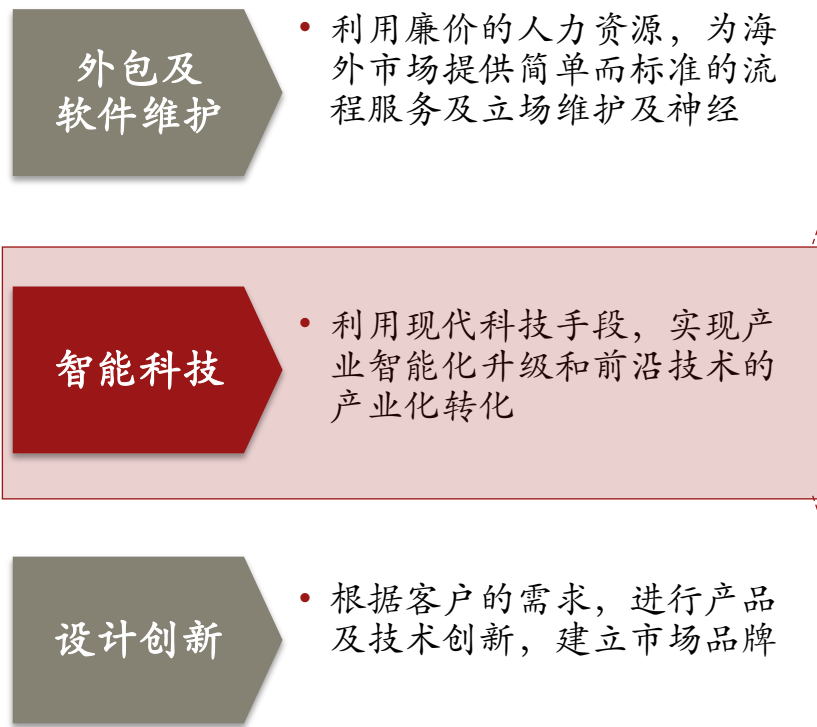 外包及
软件维护
• 利用廉价的人力资源，为海
外市场提供简单而标准的流
程服务及立场维护及神经
智能科技
• 利用现代科技手段，实现产
业智能化升级和前沿技术的
产业化转化
设计创新
• 根据客户的需求，进行产品
及技术创新，建立市场品牌